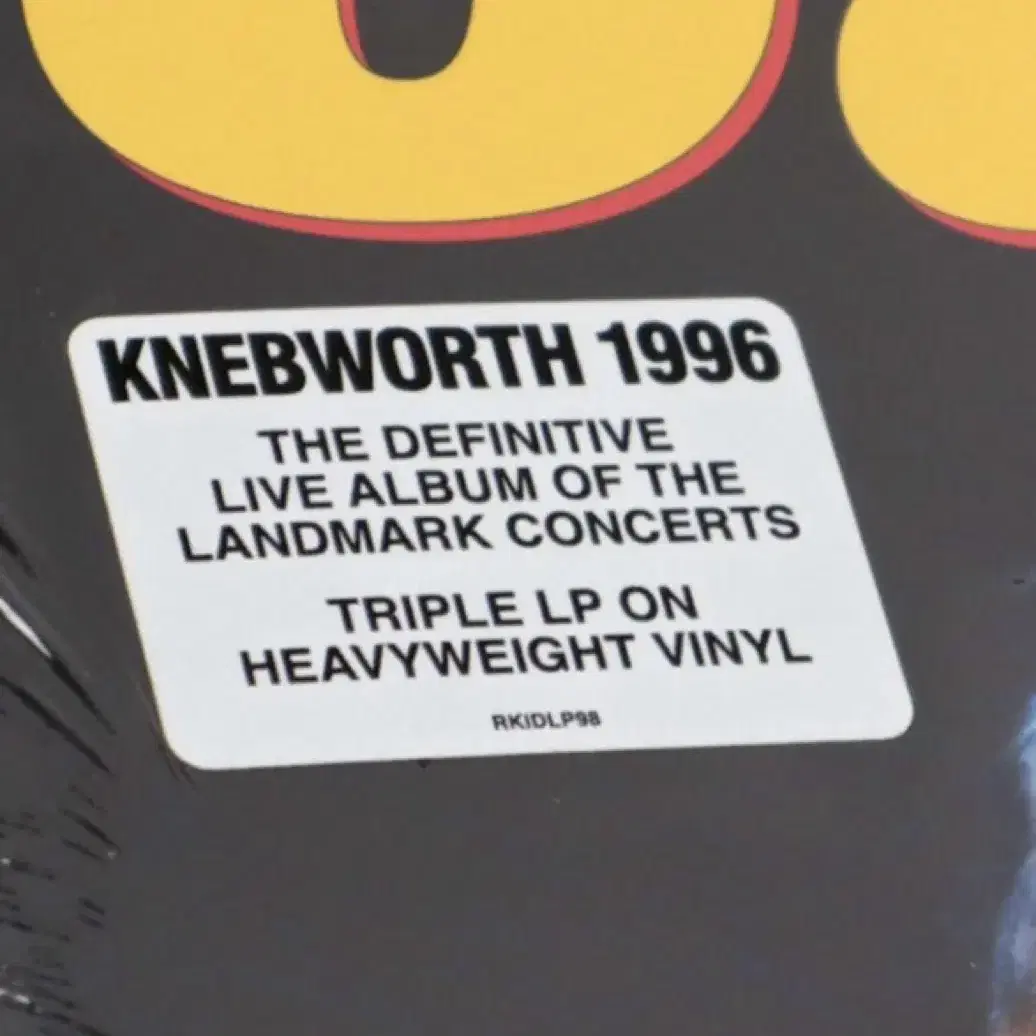 KNEBWORTH 1996
THE DEFINITIVE
LIVE ALBUM OF THE
LANDMARK CONCERTS
TRIPLE LP ON
HEAVYWEIGHT VINYL
RKIDLP98